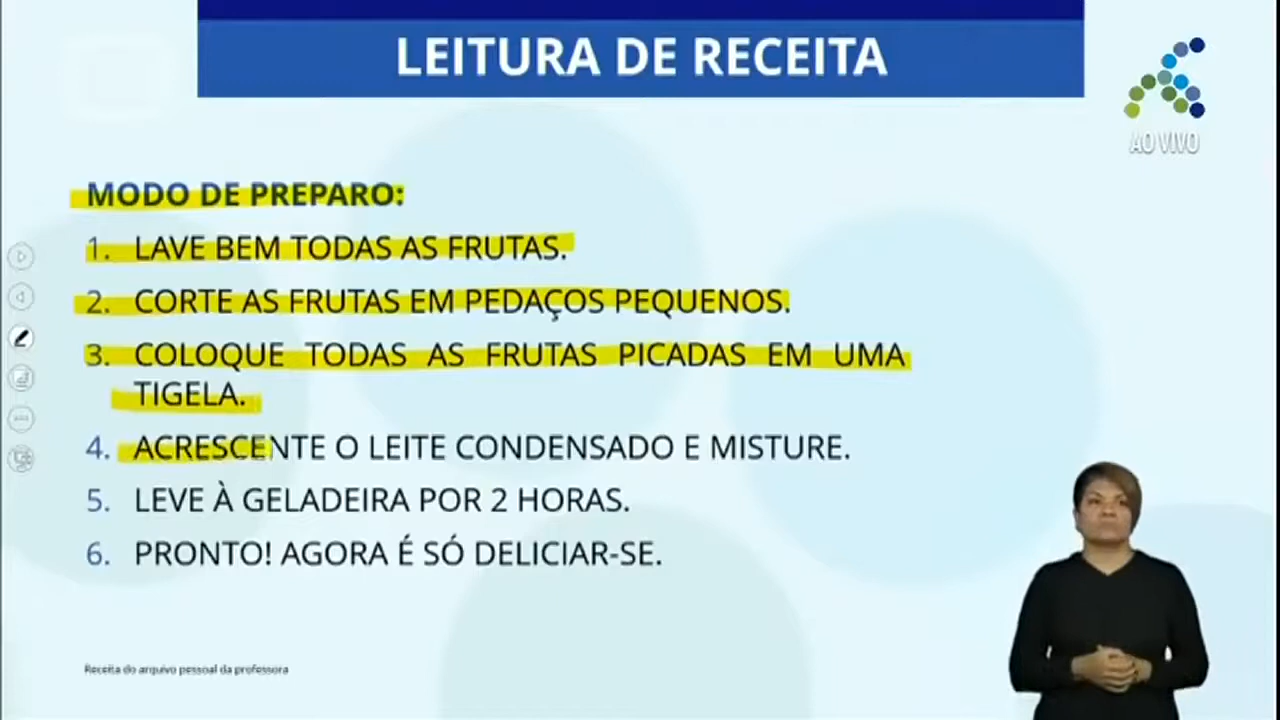 LEITURA DE RECEITA
AO VIVO
MODO DE PREPARO:
1. LAVE BEM TODAS AS FRUTAS.
2. CORTE AS FRUTAS EM PEDAÇOS PEQUENOS.
3. COLOQUE TODAS AS FRUTAS PICADAS EM UMA
TIGELA.
4. ACRESCENTE O LEITE CONDENSADO E MISTURE.
5. LEVE À GELADEIRA POR 2 HORAS.
6. PRONTO! AGORA É SÓ DELICIAR-SE.
Receita do arquivo pessoal da professora